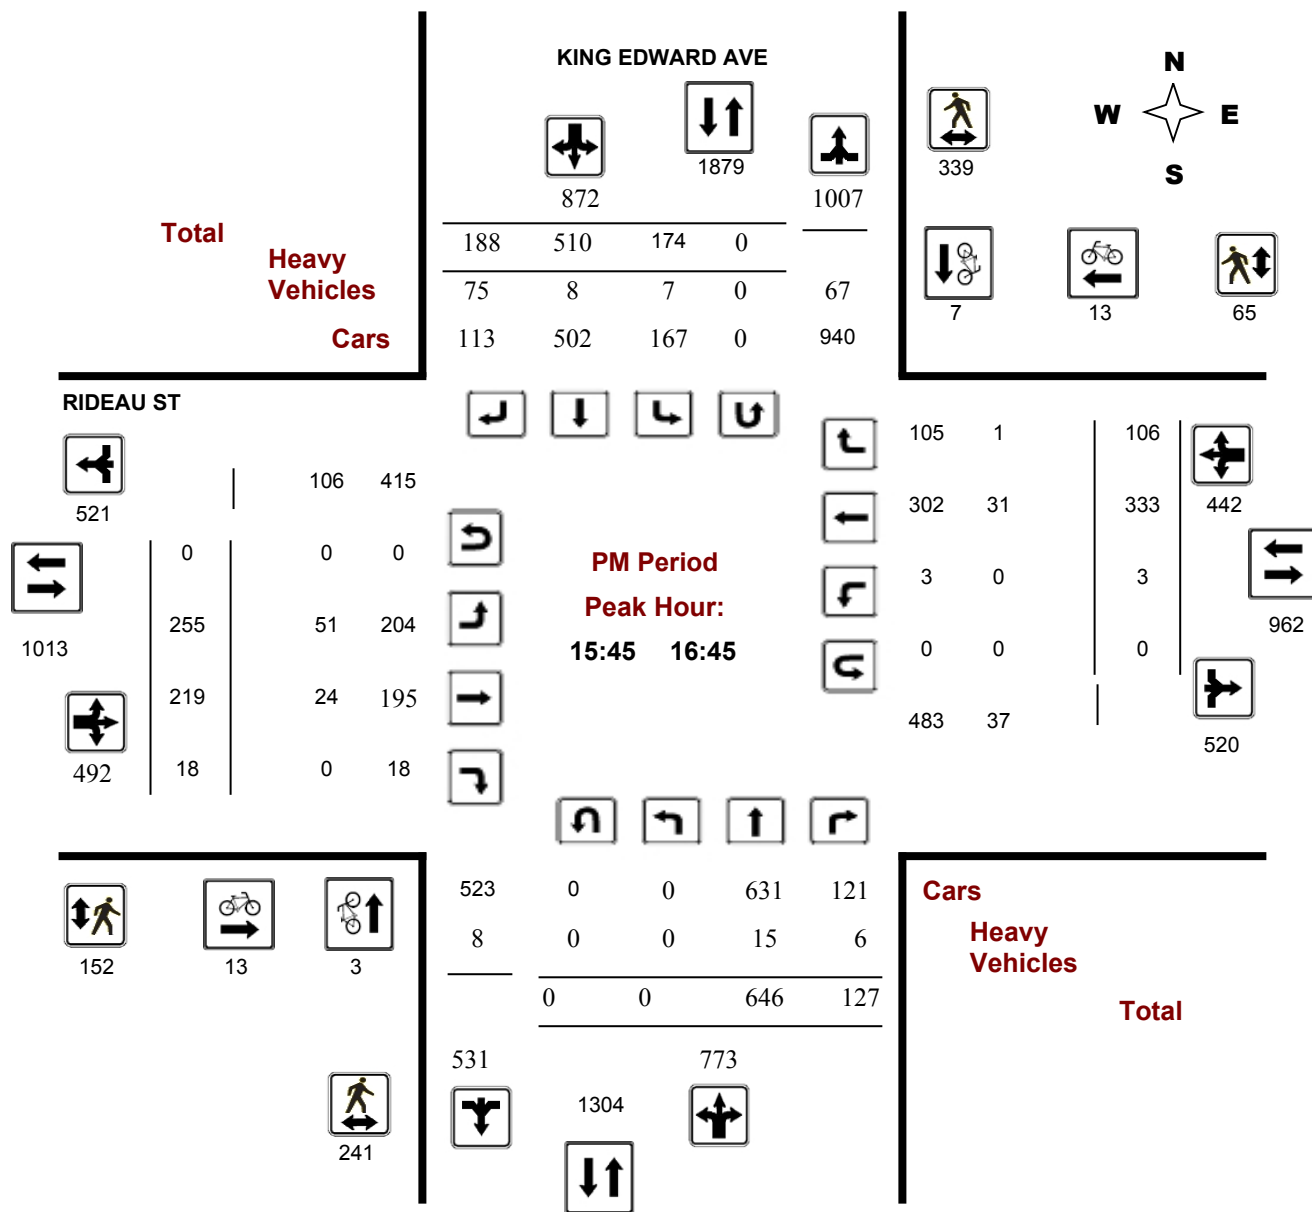 KING EDWARD AVE
N
W E
S
1879
339
872 1007
Total
188 510 174 0
Heavy
Vehicles
75 8 7 0 67
7 13 65
Cars
113 502 167 0 940
RIDEAU ST
105 1 106
106 415
521
302 31 333 442
0 0 0
PM Period
3 0 3
Peak Hour:
255 51 204
1013
15:45 16:45
0 0 0
962
219 24 195
483 37
520
492
18 0 18
523 0 0 631 121
Cars
8 0 0 15 6
Heavy
Vehicles
152 13 3
0 0 646 127
Total
531 773
1304
241